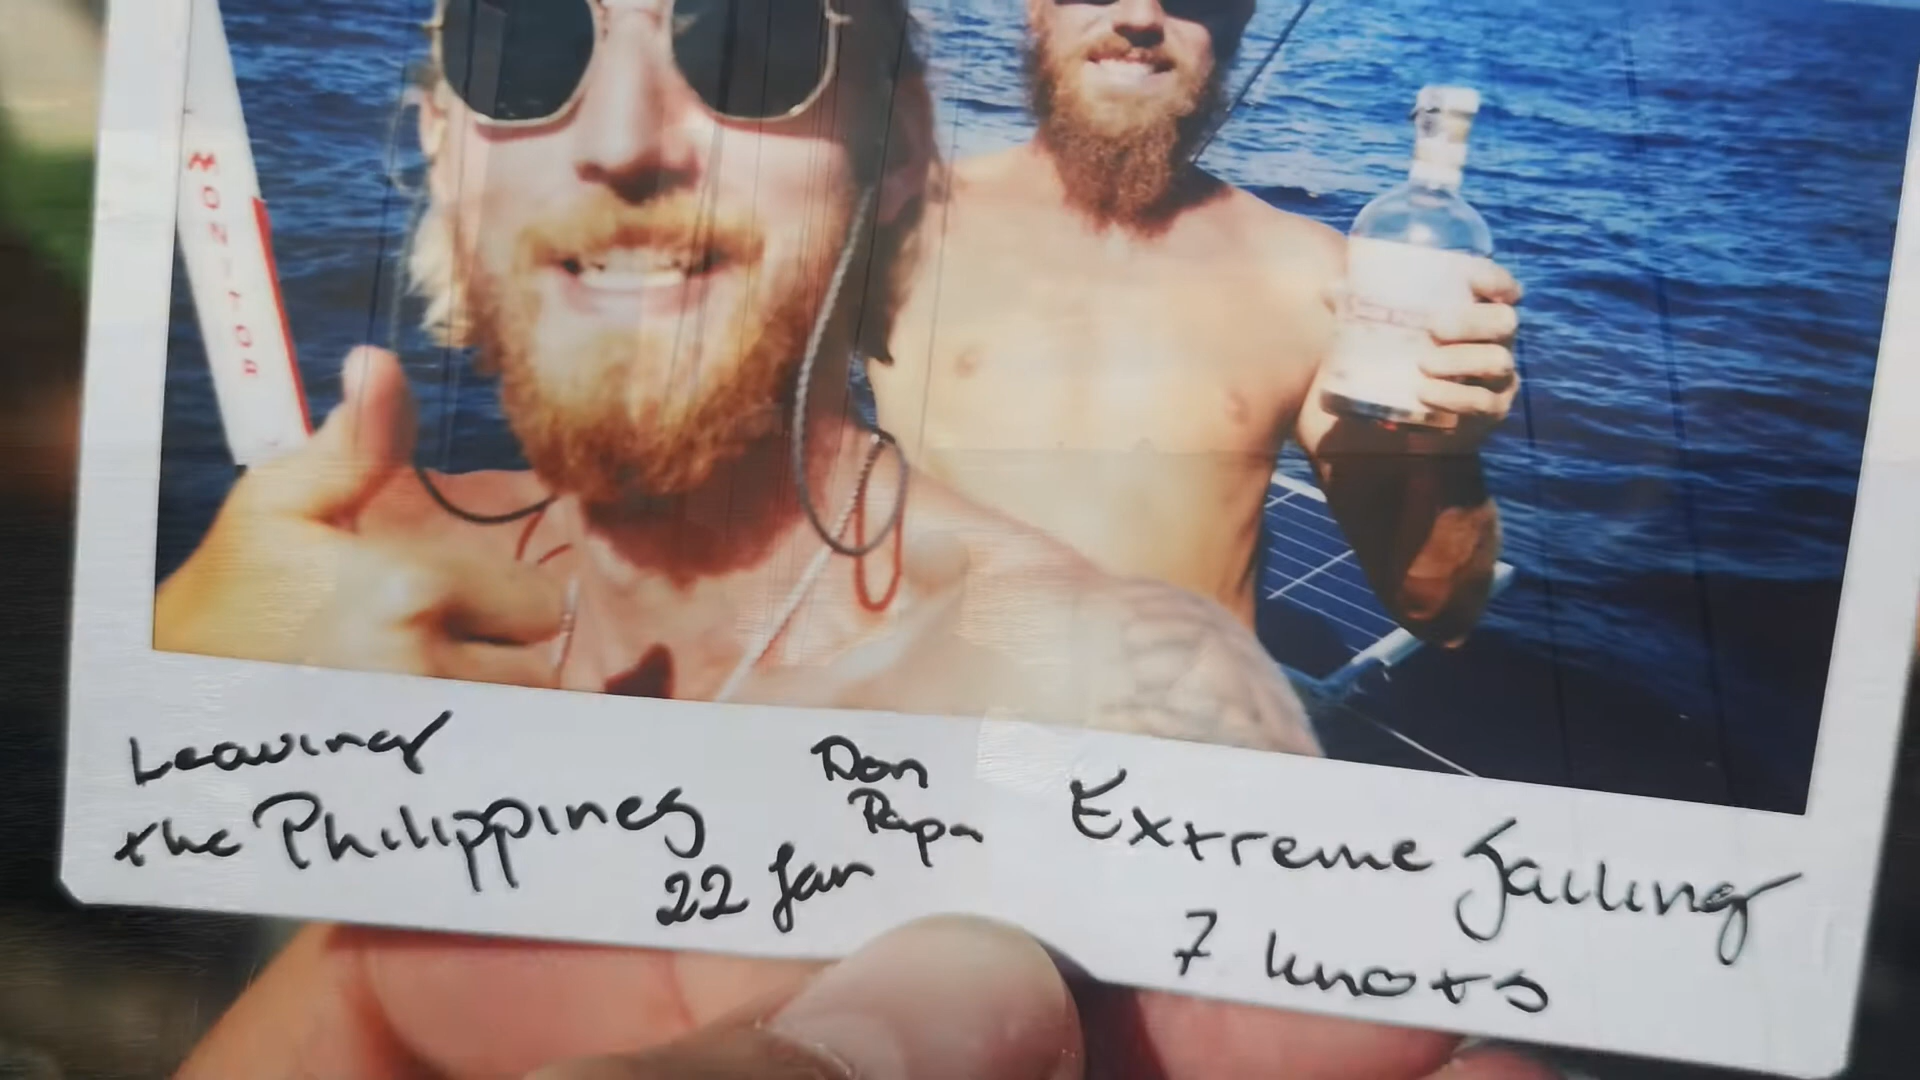 MONITOR
Leaving
the Philippines
22 Jan
Don
Papa
Extreme Sailing
7 knots